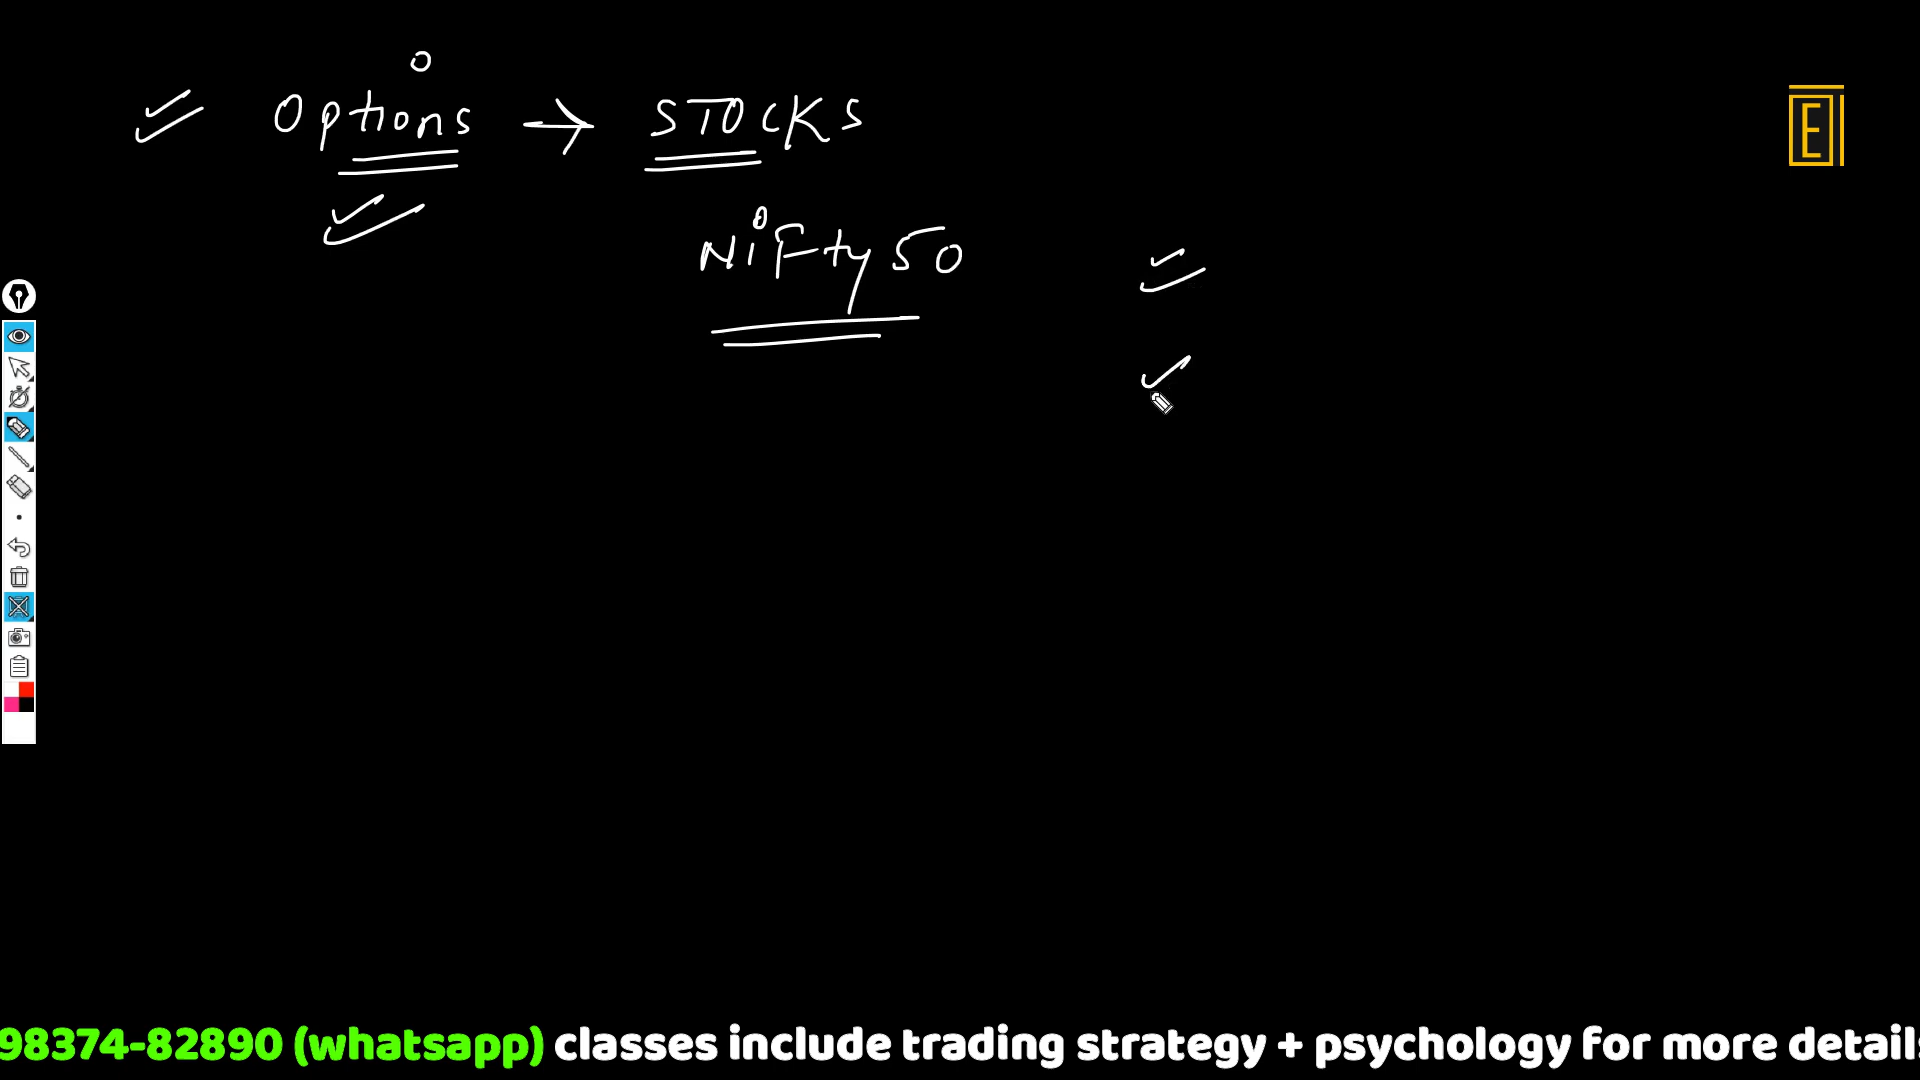 Options → STOCKS
E
Nifty 50
98374-82890 (whatsapp) classes include trading strategy + psychology for more details